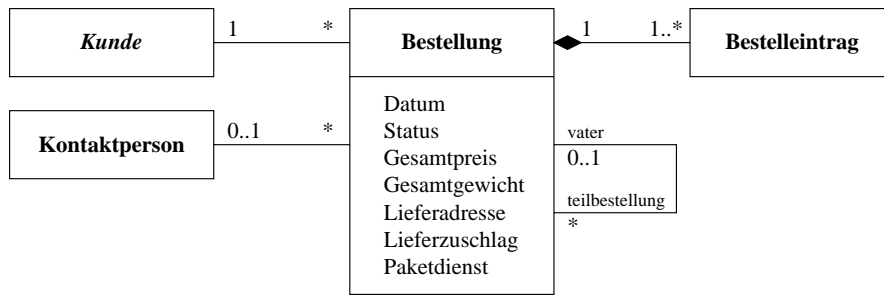 Kunde
1
*
Bestellung
1
1..*
Bestelleintrag
Kontaktperson
0..1
*
Datum
Status
Gesamtpreis
Gesamtgewicht
Lieferadresse
Lieferzuschlag
Paketdienst
vater
0..1
teilbestellung
*